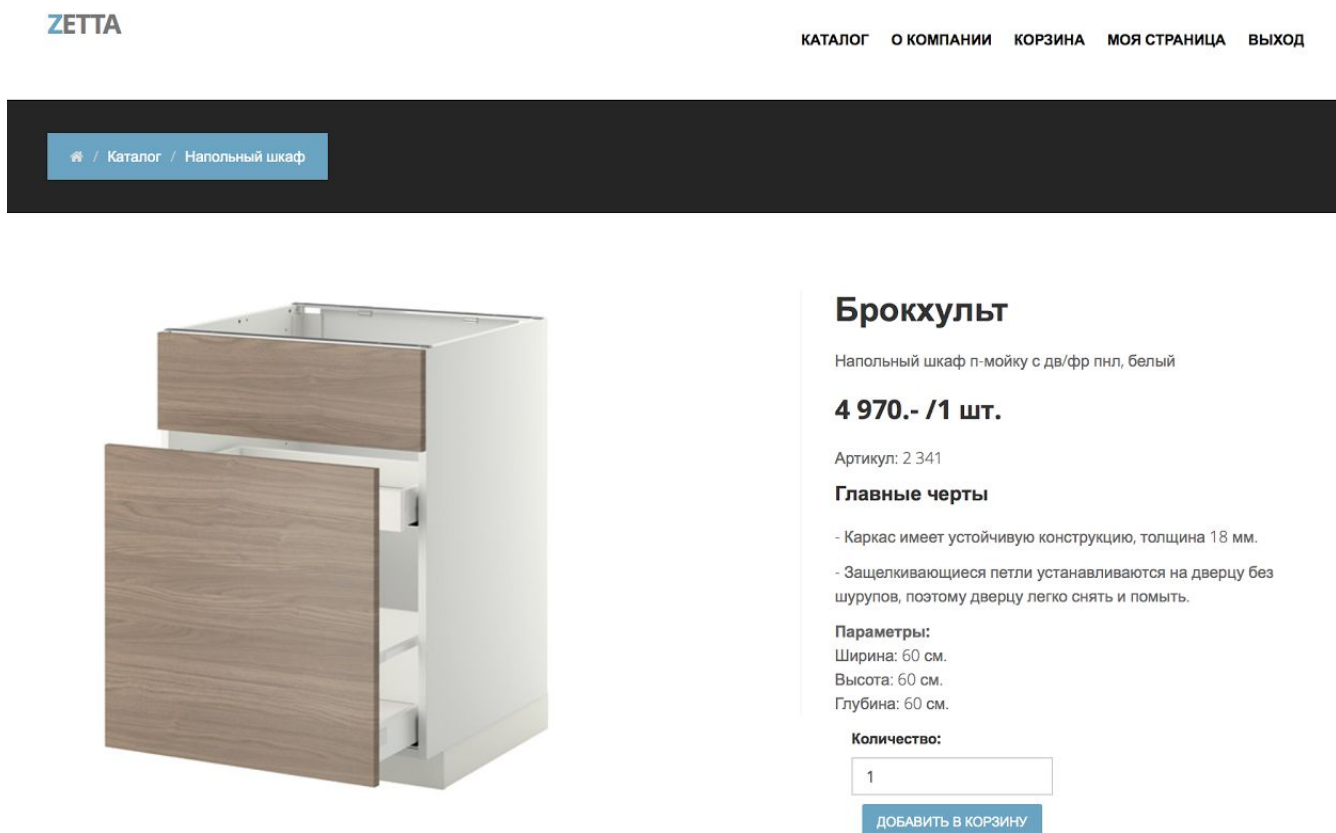 ZETTA
КАТАЛОГ О КОМПАНИИ КОРЗИНА МОЯ СТРАНИЦА ВЫХОД
/ Каталог / Напольный шкаф
Брокхульт
Напольный шкаф п-мойку с дв/фр пнл, белый
4 970.- /1 шт.
Артикул: 2 341
Главные черты
- Каркас имеет устойчивую конструкцию, толщина 18 мм.
- Защелкивающиеся петли устанавливаются на дверцу без
шурупов, поэтому дверцу легко снять и помыть.
Параметры:
Ширина: 60 см.
Высота: 60 см.
Глубина: 60 см.
Количество:
1
ДОБАВИТЬ В КОРЗИНУ